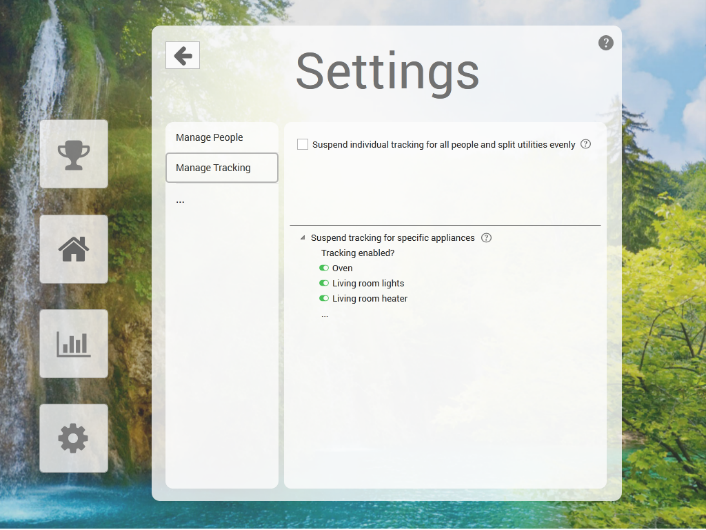 Settings
?
Manage People
Manage Tracking
...
Suspend individual tracking for all people and split utilities evenly ?
Suspend tracking for specific appliances ?
Tracking enabled?
Oven
Living room lights
Living room heater
...